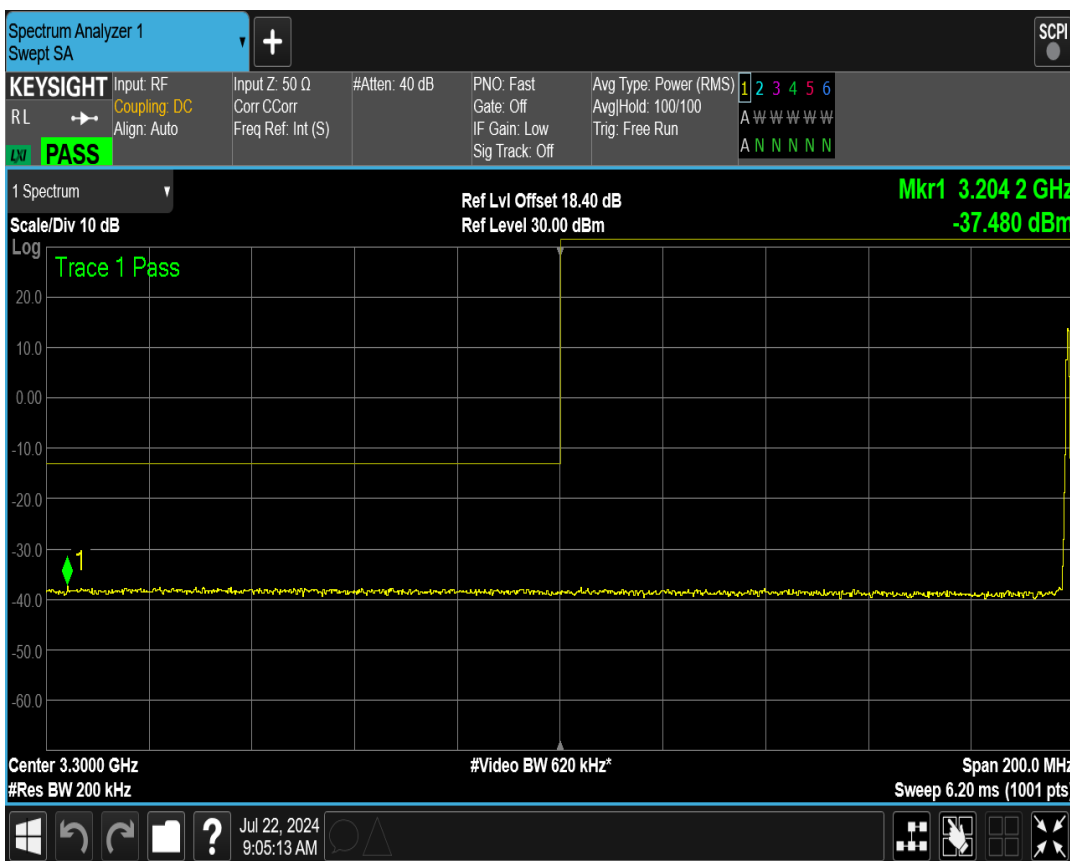 Spectrum Analyzer 1
Swept SA
+
SCPI
KEYSIGHT
RL
LXI PASS
Input: RF
Coupling: DC
Align: Auto
Input Z: 50 Ω
Corr CCorr
Freq Ref: Int (S)
#Atten: 40 dB
PNO: Fast
Gate: Off
IF Gain: Low
Sig Track: Off
Avg Type: Power (RMS)
Avg|Hold: 100/100
Trig: Free Run
1 2 3 4 5 6
A W W W W W
A N N N N N
1 Spectrum
Scale/Div 10 dB
Ref Lvl Offset 18.40 dB
Ref Level 30.00 dBm
Mkr1 3.204 2 GHz
-37.480 dBm
Log
Trace 1 Pass
20.0
10.0
0.00
-10.0
-20.0
-30.0
1
-40.0
-50.0
-60.0
Center 3.3000 GHz
#Res BW 200 kHz
#Video BW 620 kHz*
Span 200.0 MHz
Sweep 6.20 ms (1001 pts)
?
Jul 22, 2024
9:05:13 AM